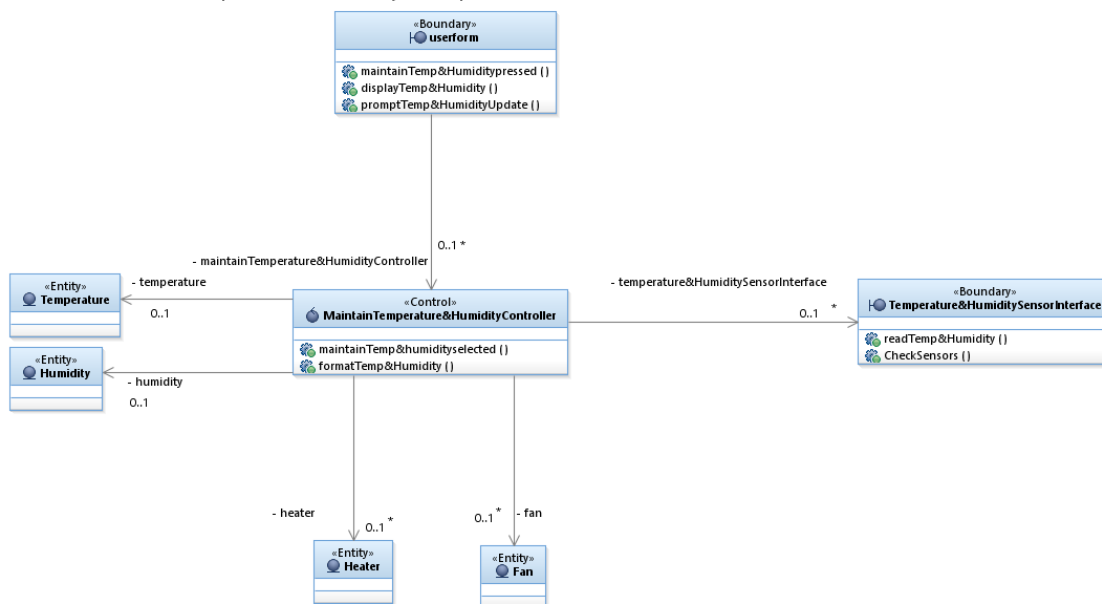 «Boundary»
userform
maintainTemp&Humiditypressed ( )
displayTemp&Humidity ( )
promptTemp&HumidityUpdate ( )
0..1 *
- maintainTemperature&HumidityController
- temperature
0..1
«Entity»
Temperature
«Entity»
Humidity
- humidity
0..1
«Control»
MaintainTemperature&HumidityController
maintainTemp&humidityselected ( )
formatTemp&Humidity ( )
- temperature&HumiditySensorInterface
0..1 *
«Boundary»
Temperature&HumiditySensorInterface
readTemp&Humidity ( )
CheckSensors ( )
- heater
0..1 *
0..1 *
- fan
«Entity»
Heater
«Entity»
Fan